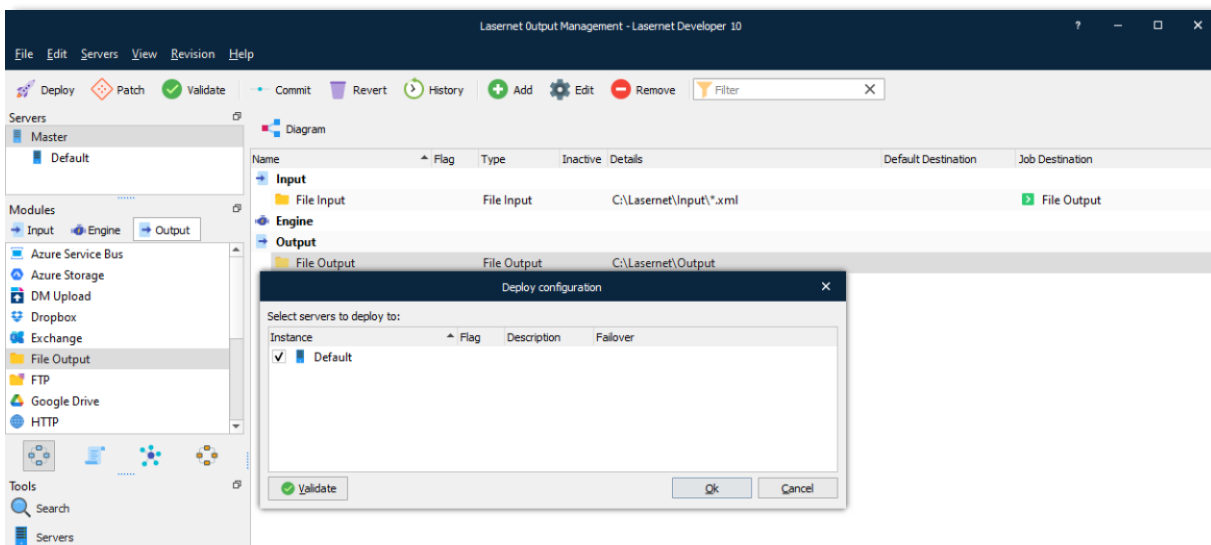 Lasernet Output Management - Lasernet Developer 10
?
File Edit Servers View Revision Help
Deploy Patch Validate Commit Revert History Add Edit Remove Filter
Servers
Master
Default
Modules
Input Engine Output
Azure Service Bus
Azure Storage
DM Upload
Dropbox
Exchange
File Output
FTP
Google Drive
HTTP
Tools
Search
Servers
Diagram
Name Flag Type Inactive Details Default Destination Job Destination
Input
File Input File Input C:\Lasernet\Input\*.xml File Output
Engine
Output
File Output File Output C:\Lasernet\Output
Deploy configuration
Select servers to deploy to:
Instance Flag Description Failover
Default
Validate Ok Cancel